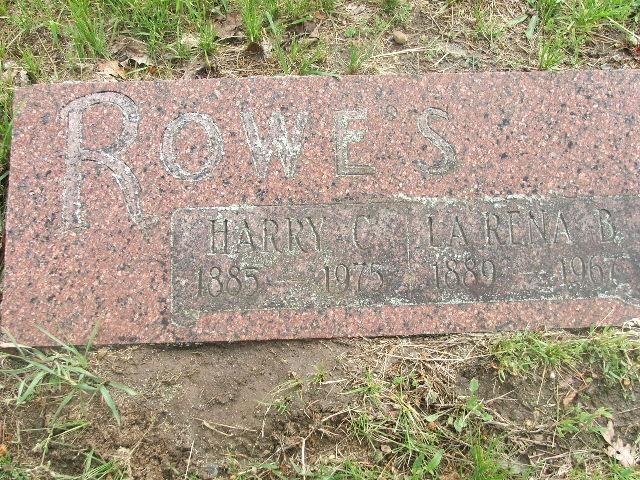 ROWE'S
HARRY C. LA RENA B.
1885 — 1975 1889 — 1967